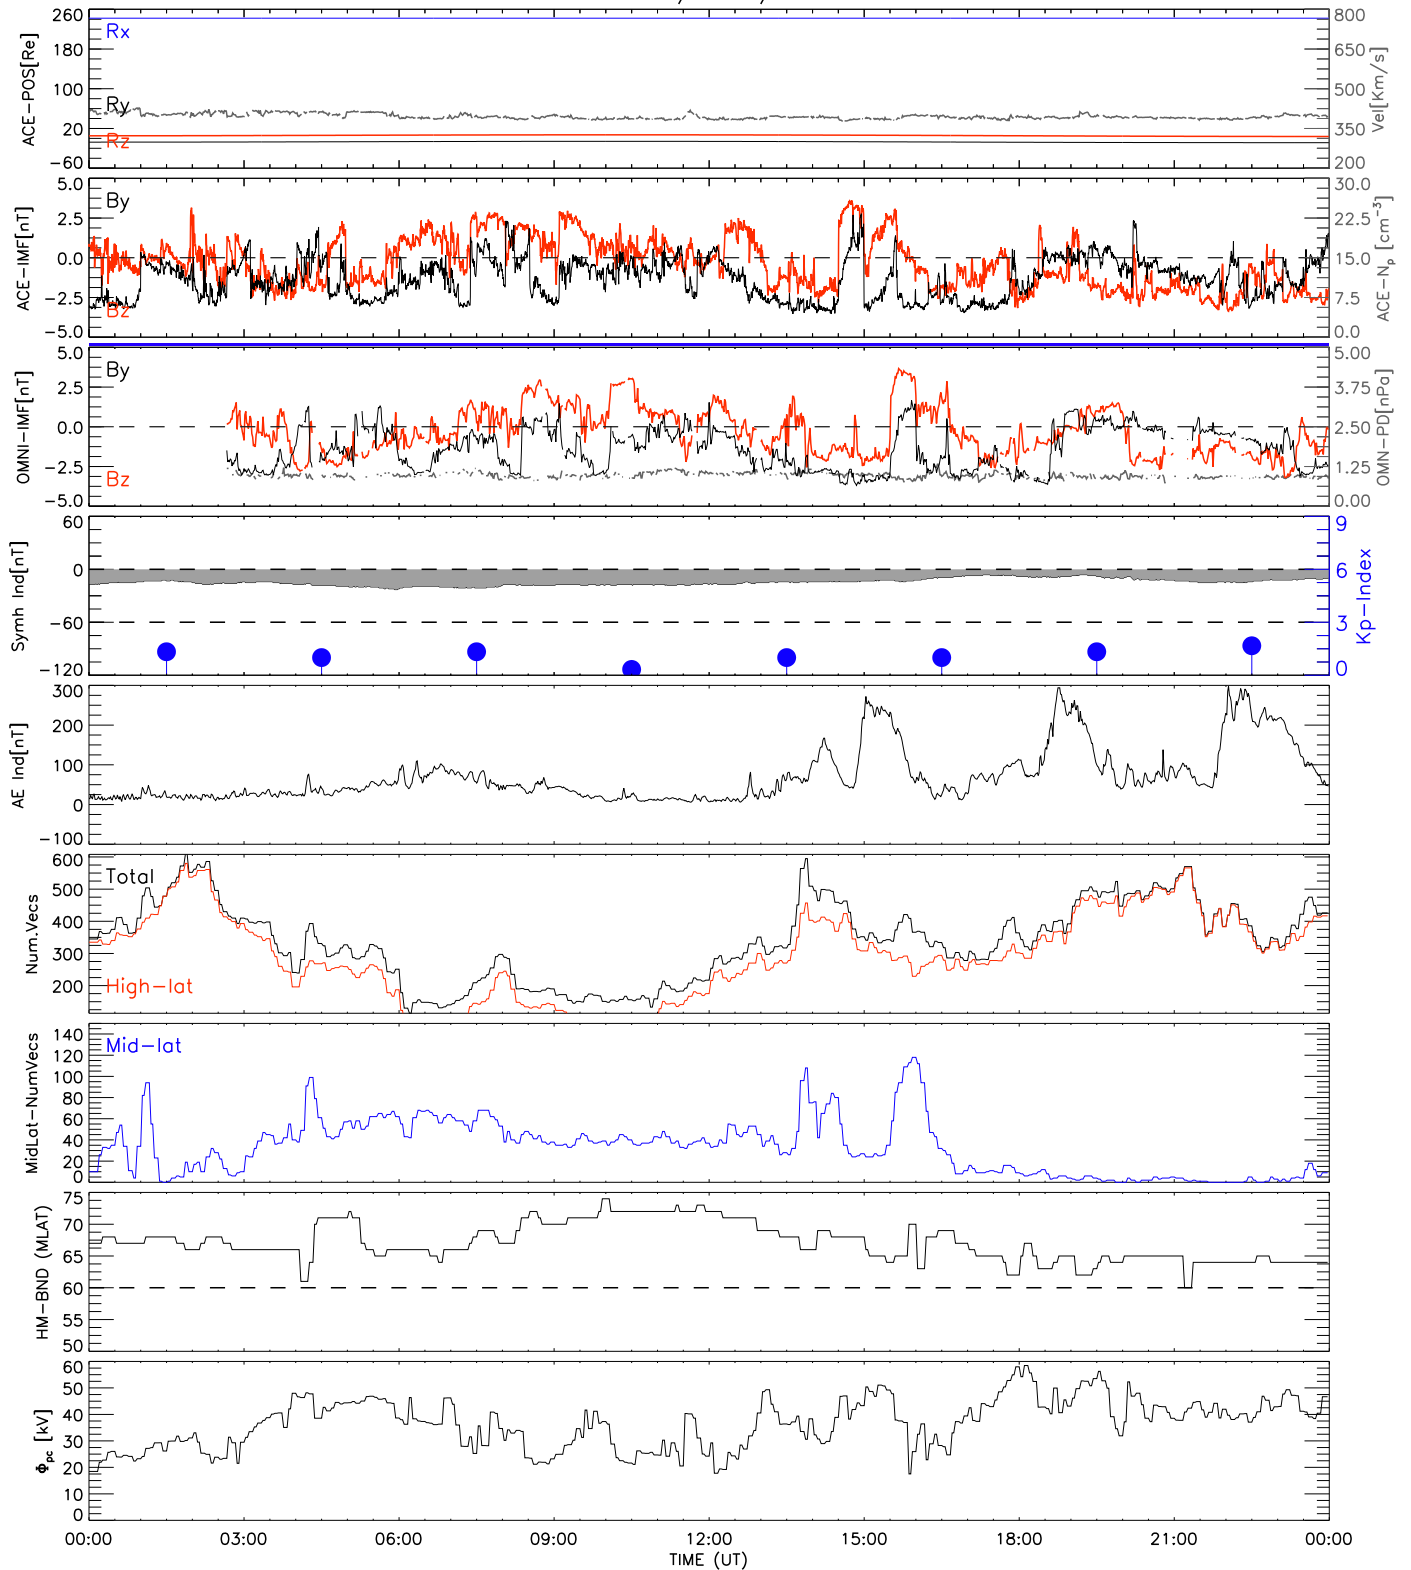 260
180
100
20
−60
ACE−POS[Re]
Rx
Ry
Rz
800
650
500
350
200
Vel[Km/s]
5.0
2.5
0.0
−2.5
−5.0
ACE−IMF[nT]
By
Bz
30.0
22.5
15.0
7.5
0.0
ACE−Np [cm⁻³]
5.0
2.5
0.0
−2.5
−5.0
OMNI−IMF[nT]
By
Bz
5.00
3.75
2.50
1.25
0.00
OMN−PD[nPa]
60
0
−60
−120
Symh Ind[nT]
9
6
3
0
Kp−Index
300
200
100
0
−100
AE Ind[nT]
600
500
400
300
200
Num.Vecs
Total
High−lat
140
120
100
80
60
40
20
0
MidLat−NumVecs
Mid−lat
75
70
65
60
55
50
HM−BND (MLAT)
60
50
40
30
20
10
0
Φpc [kV]
00:00 03:00 06:00 09:00 12:00 15:00 18:00 21:00 00:00
TIME (UT)